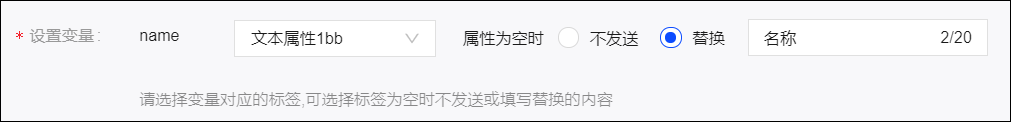 * 设置变量： name 文本属性1bb 属性为空时 不发送 替换 名称 2/20
请选择变量对应的标签,可选择标签为空时不发送或填写替换的内容